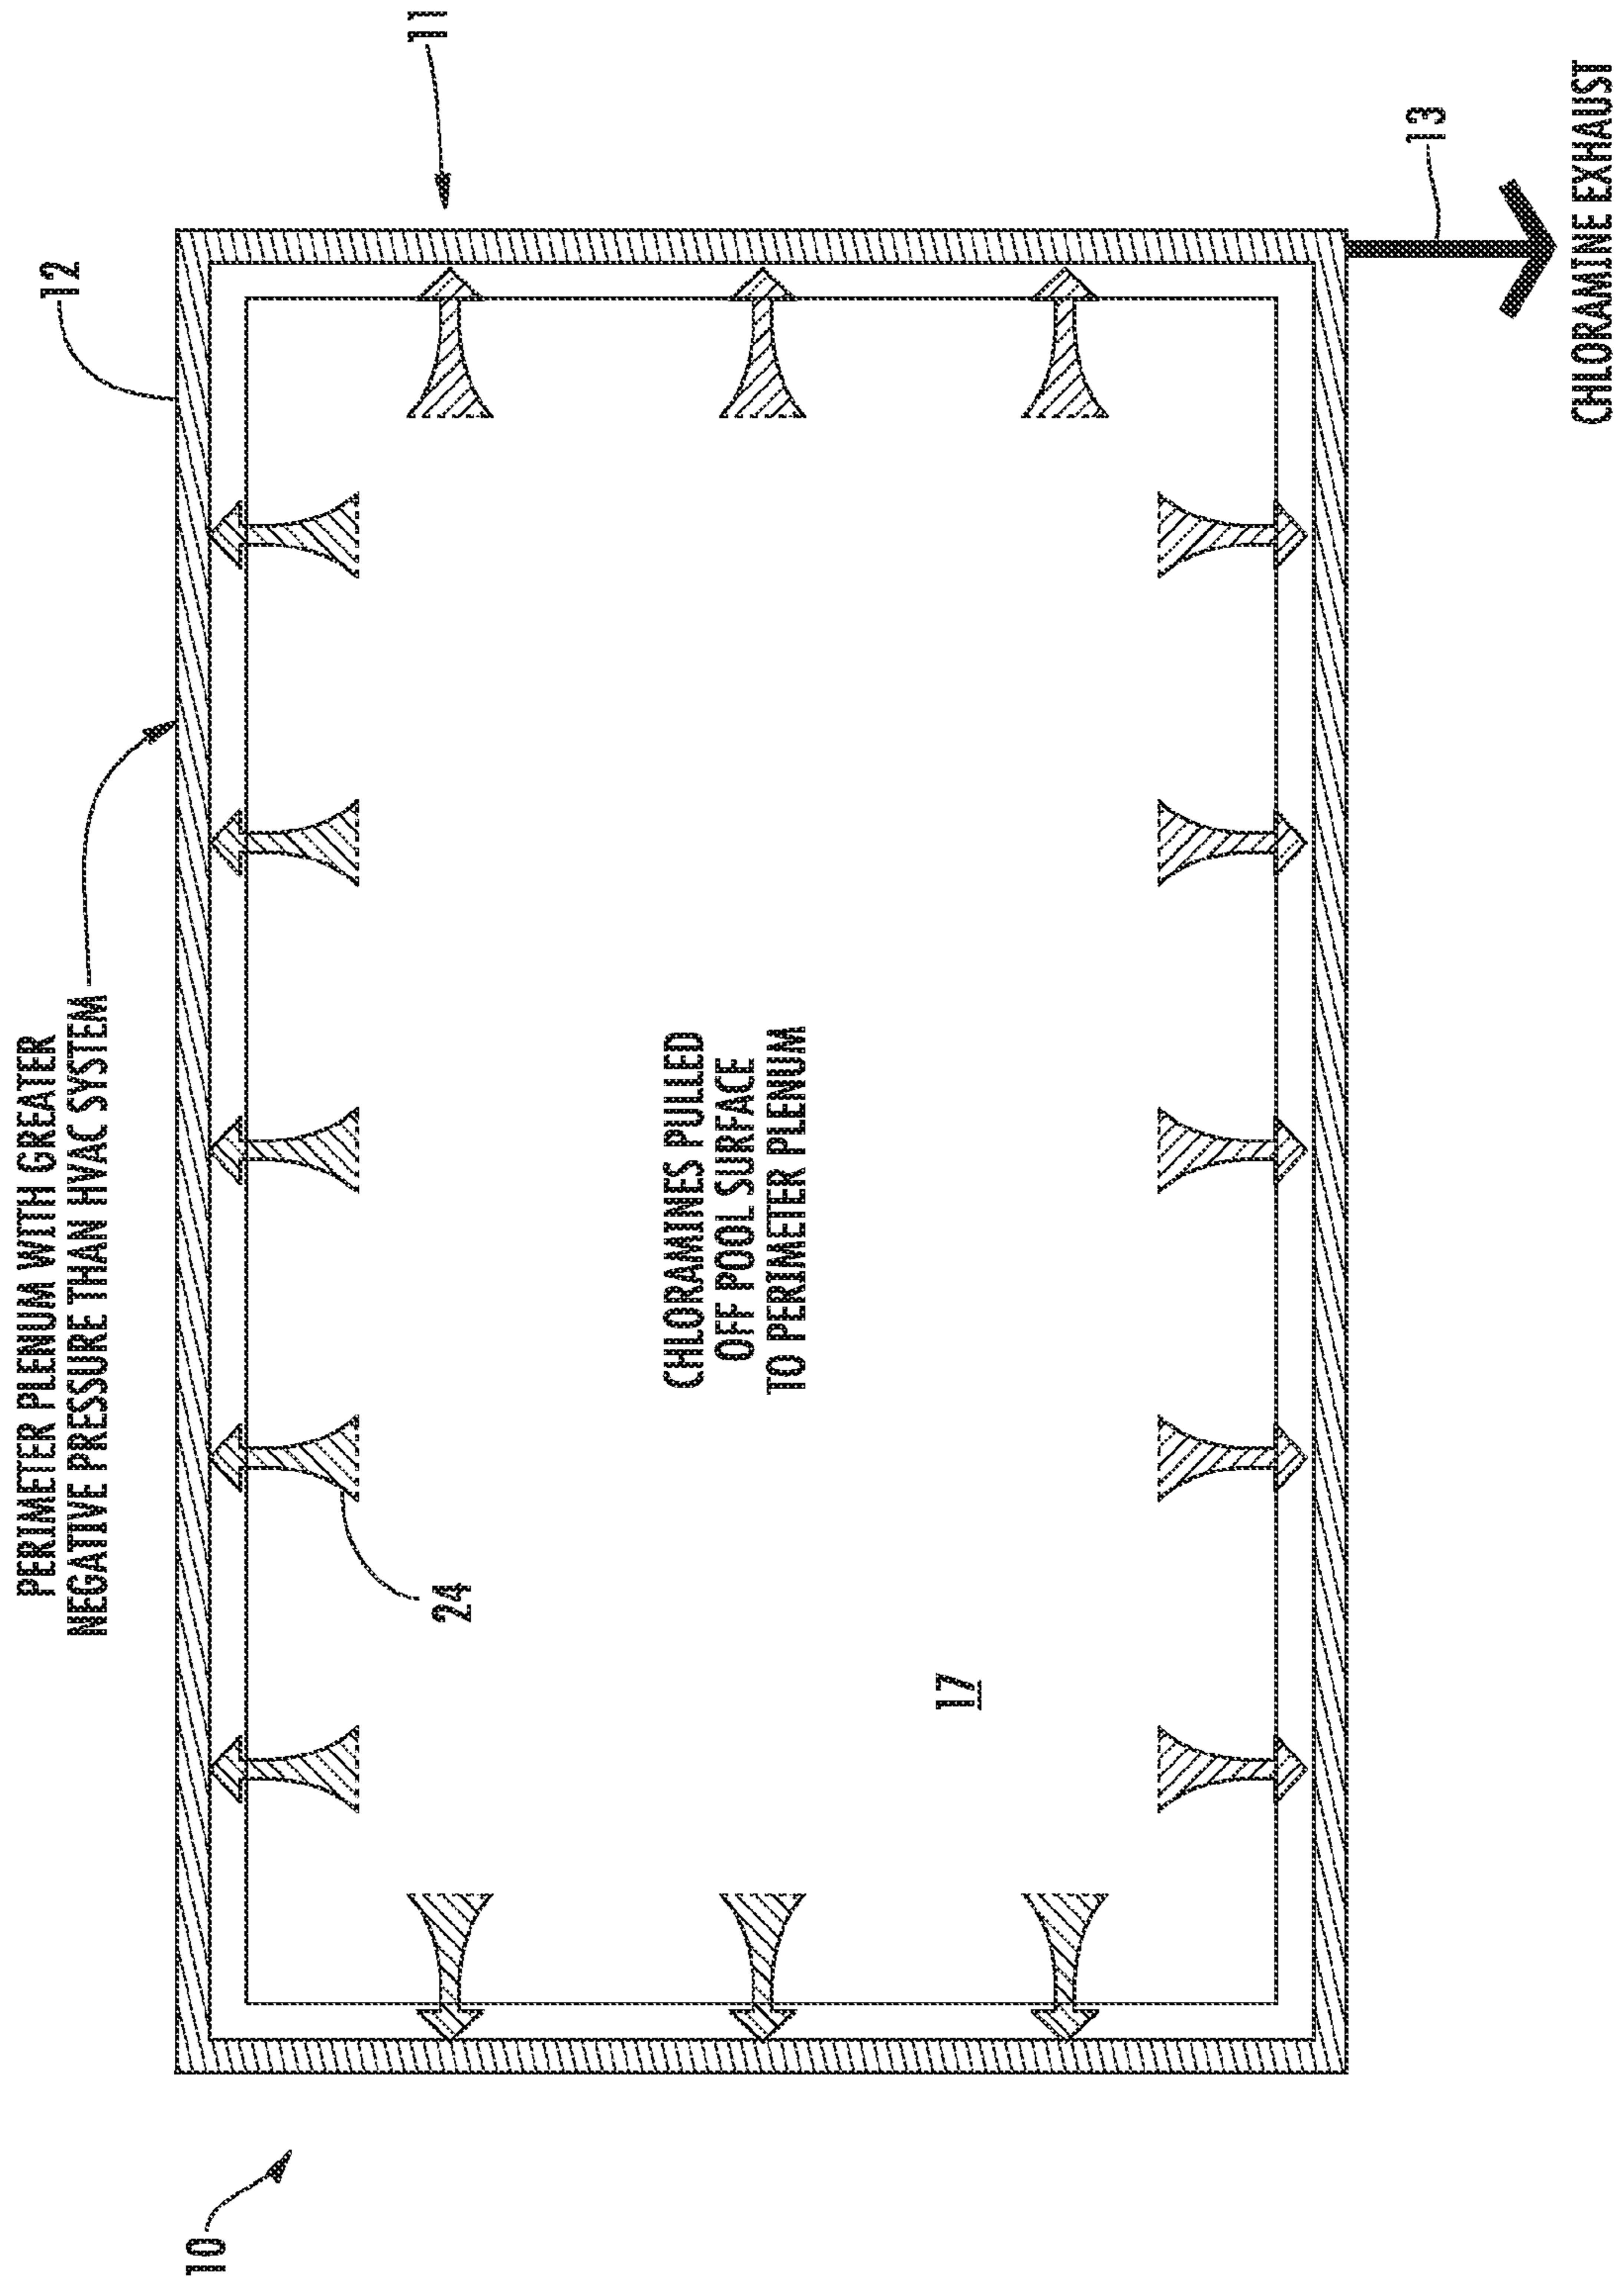 PERIMETER PLENUM WITH GREATER
NEGATIVE PRESSURE THAN HVAC SYSTEM
12
11
10
24
CHLORAMINES PULLED
OFF POOL SURFACE
TO PERIMETER PLENUM
17
13
CHLORAMINE EXHAUST